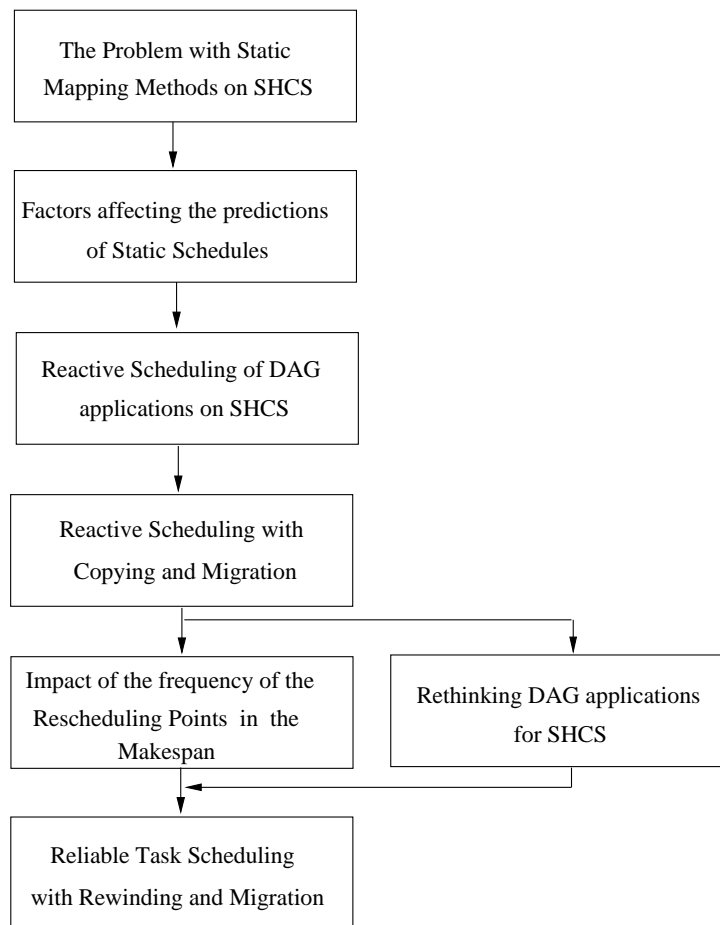 The Problem with Static
Mapping Methods on SHCS
Factors affecting the predictions
of Static Schedules
Reactive Scheduling of DAG
applications on SHCS
Reactive Scheduling with
Copying and Migration
Impact of the frequency of the
Rescheduling Points in the
Makespan
Rethinking DAG applications
for SHCS
Reliable Task Scheduling
with Rewinding and Migration